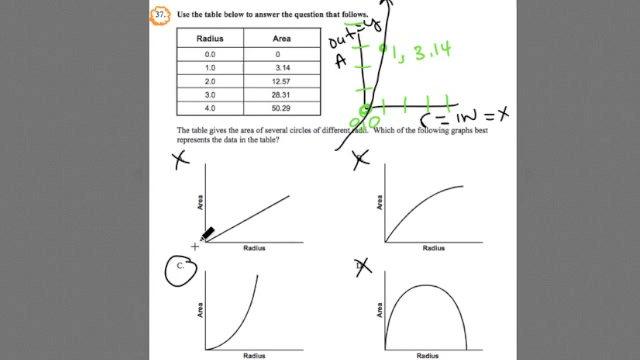 37. Use the table below to answer the question that follows.
Radius Area
0.0 0
1.0 3.14
2.0 12.57
3.0 28.31
4.0 50.29
out=y
A
1, 3.14
0,0
r = IN = X
The table gives the area of several circles of different radii. Which of the following graphs best
represents the data in the table?
X X
Area Area
Radius Radius
C. X
Area Area
Radius Radius